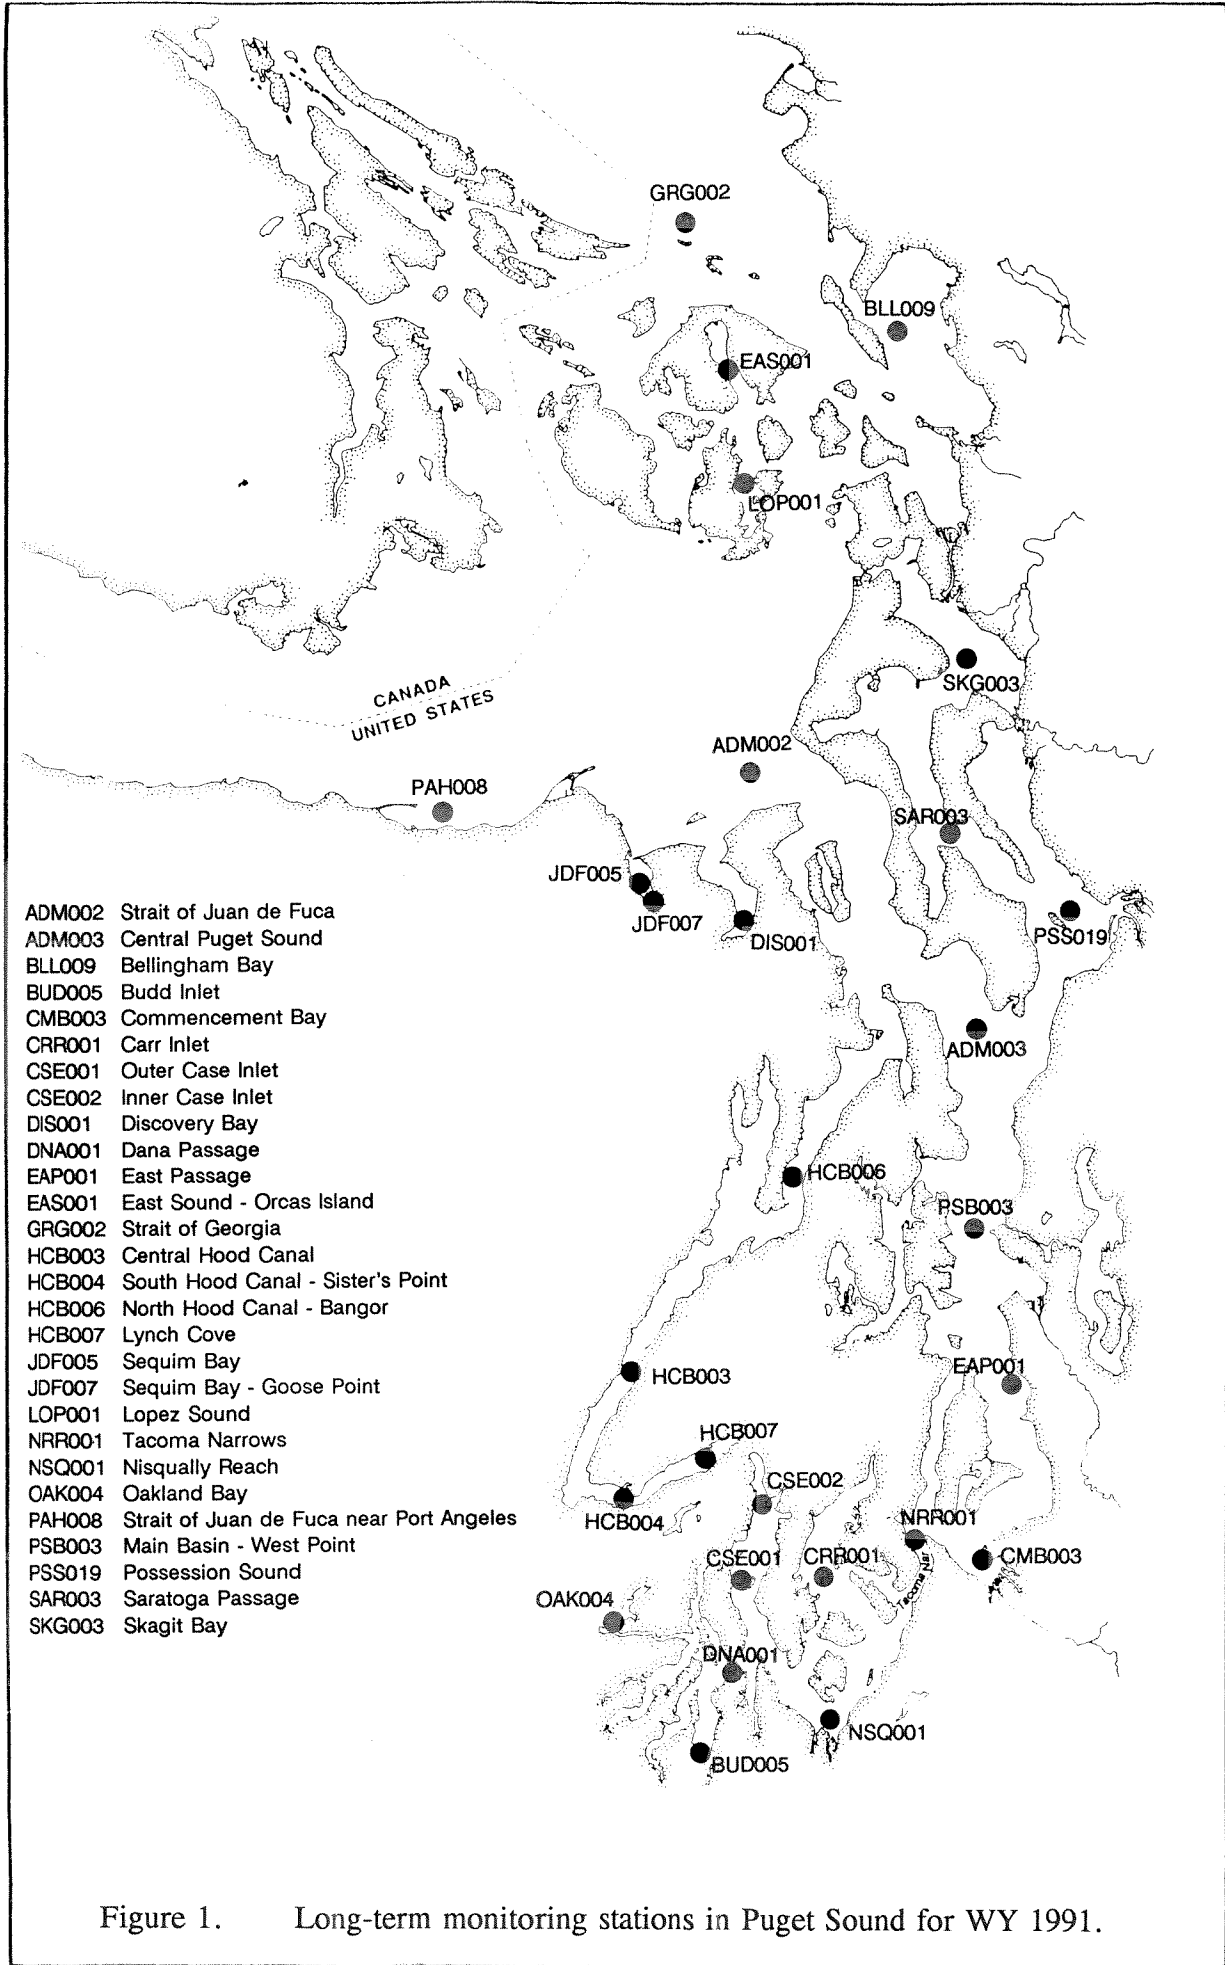 GRG002
BLL009
EAS001
LOP001
SKG003
CANADA
UNITED STATES
ADM002
PAH008
SAR003
JDF005
JDF007
DIS001
PSS019
ADM003
HCB006
PSB003
EAP001
HCB003
HCB007
CSE002
HCB004
NRR001
CSE001
CRR001
CMB003
Tacoma Nar
OAK004
DNA001
NSQ001
BUD005
ADM002 Strait of Juan de Fuca
ADM003 Central Puget Sound
BLL009 Bellingham Bay
BUD005 Budd Inlet
CMB003 Commencement Bay
CRR001 Carr Inlet
CSE001 Outer Case Inlet
CSE002 Inner Case Inlet
DIS001 Discovery Bay
DNA001 Dana Passage
EAP001 East Passage
EAS001 East Sound - Orcas Island
GRG002 Strait of Georgia
HCB003 Central Hood Canal
HCB004 South Hood Canal - Sister's Point
HCB006 North Hood Canal - Bangor
HCB007 Lynch Cove
JDF005 Sequim Bay
JDF007 Sequim Bay - Goose Point
LOP001 Lopez Sound
NRR001 Tacoma Narrows
NSQ001 Nisqually Reach
OAK004 Oakland Bay
PAH008 Strait of Juan de Fuca near Port Angeles
PSB003 Main Basin - West Point
PSS019 Possession Sound
SAR003 Saratoga Passage
SKG003 Skagit Bay
Figure 1. Long-term monitoring stations in Puget Sound for WY 1991.